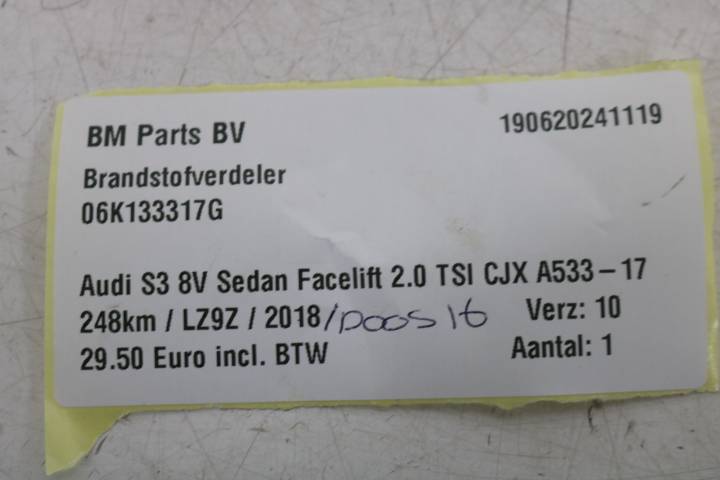 BM Parts BV 190620241119
Brandstofverdeler
06K133317G
Audi S3 8V Sedan Facelift 2.0 TSI CJX A533-17
248km / LZ9Z / 2018/DOOS 16 Verz: 10
29.50 Euro incl. BTW Aantal: 1